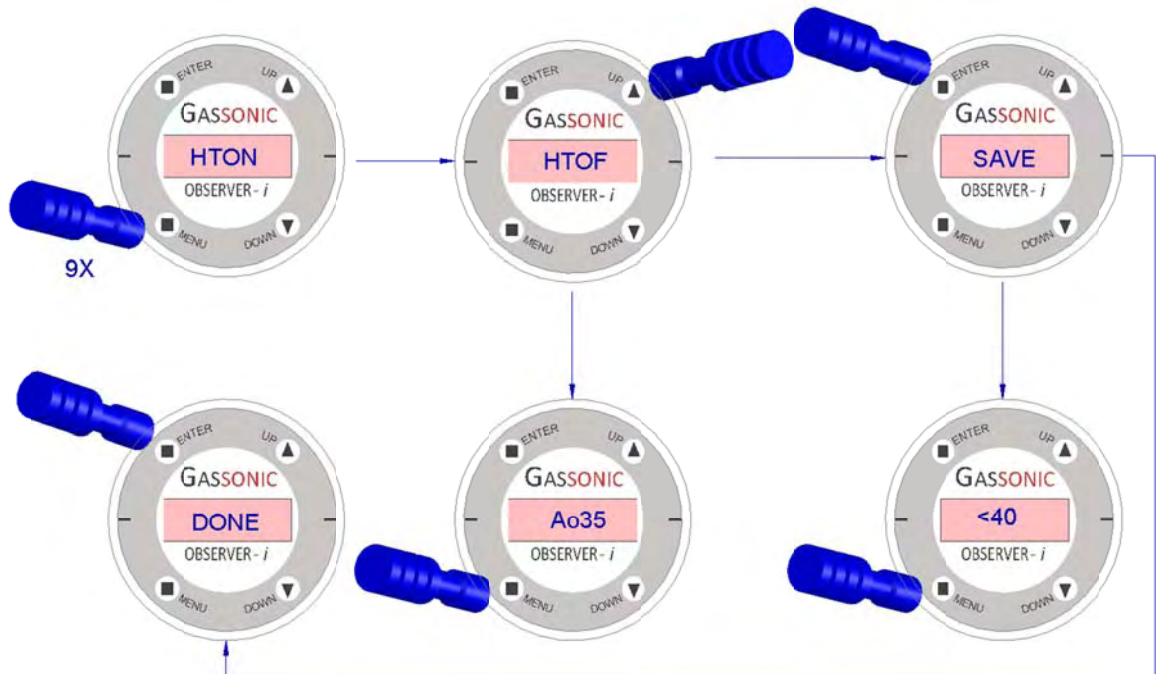 ENTER UP
GASSONIC
HTON
OBSERVER-i
MENU DOWN
9X
ENTER UP
GASSONIC
HTOF
OBSERVER-i
MENU DOWN
ENTER UP
GASSONIC
SAVE
OBSERVER-i
MENU DOWN
ENTER UP
GASSONIC
DONE
OBSERVER-i
MENU DOWN
ENTER UP
GASSONIC
Ao35
OBSERVER-i
MENU DOWN
ENTER UP
GASSONIC
<40
OBSERVER-i
MENU DOWN